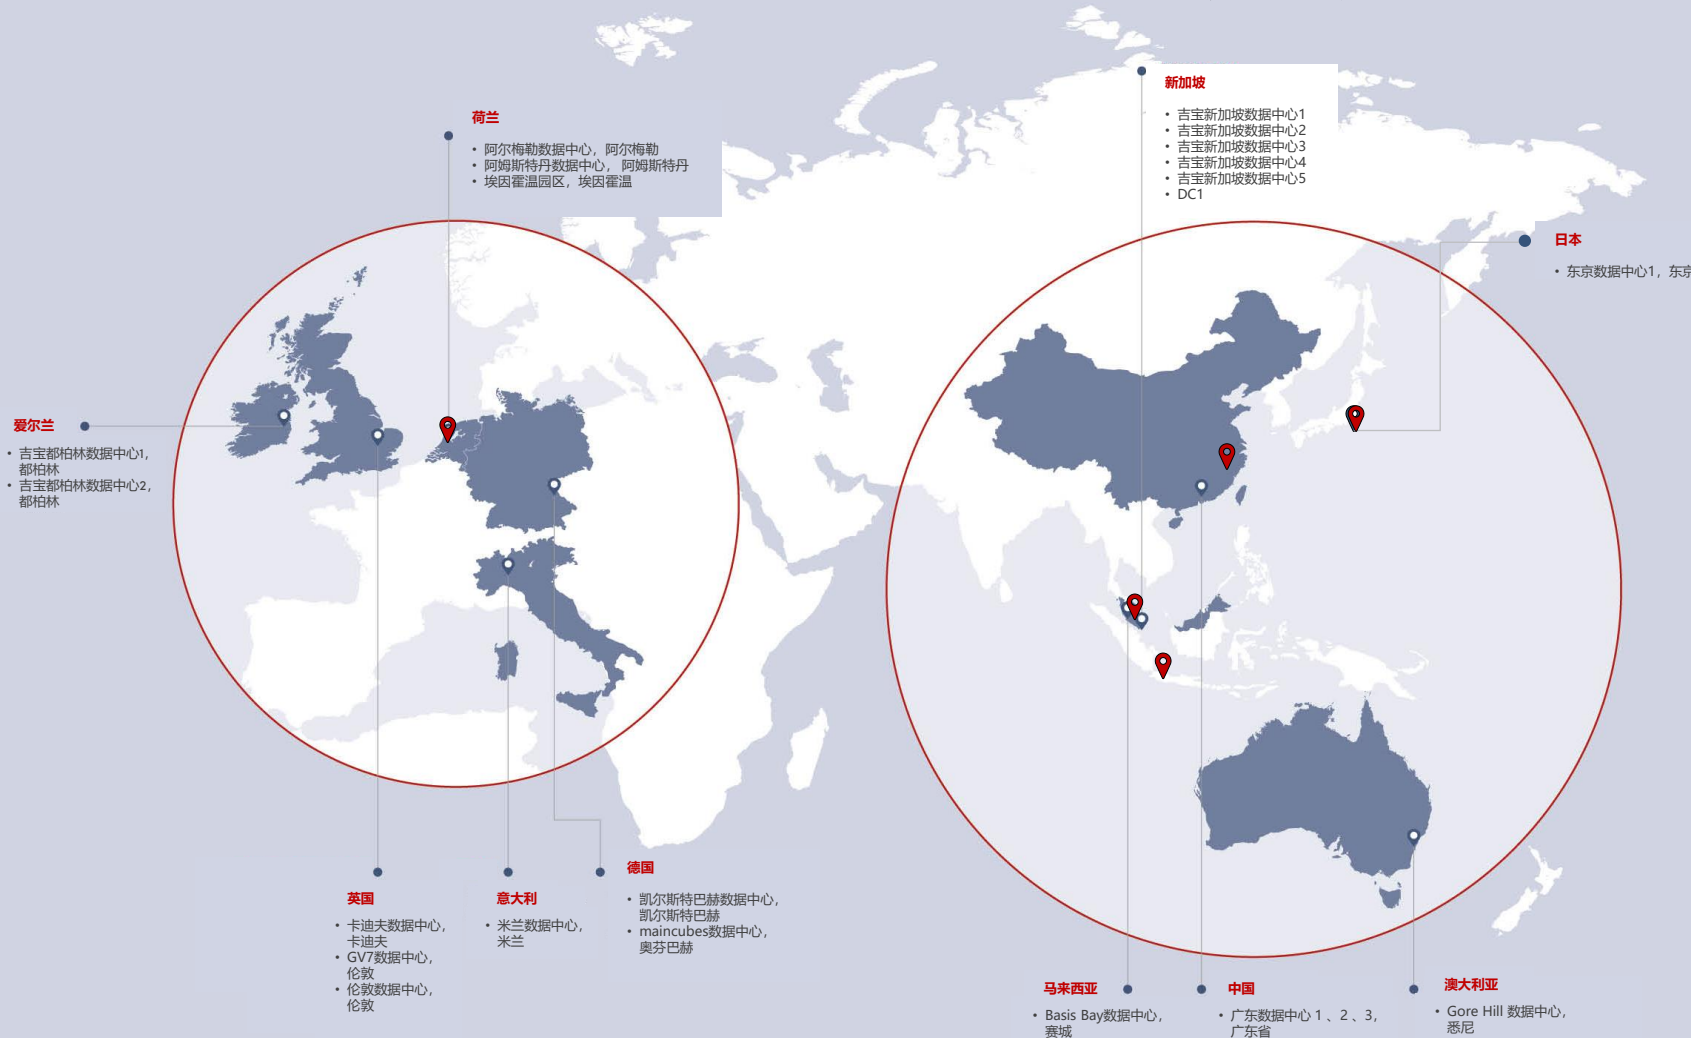 新加坡
• 吉宝新加坡数据中心1
• 吉宝新加坡数据中心2
• 吉宝新加坡数据中心3
• 吉宝新加坡数据中心4
• 吉宝新加坡数据中心5
• DC1
荷兰
• 阿尔梅勒数据中心，阿尔梅勒
• 阿姆斯特丹数据中心， 阿姆斯特丹
• 埃因霍温园区，埃因霍温
日本
• 东京数据中心1，东京
爱尔兰
• 吉宝都柏林数据中心1，
都柏林
• 吉宝都柏林数据中心2，
都柏林
英国
• 卡迪夫数据中心，
卡迪夫
• GV7数据中心，
伦敦
• 伦敦数据中心，
伦敦
意大利
• 米兰数据中心，
米兰
德国
• 凯尔斯特巴赫数据中心，
凯尔斯特巴赫
• maincubes数据中心，
奥芬巴赫
马来西亚
• Basis Bay数据中心，
赛城
中国
• 广东数据中心 1 、2 、3，
广东省
澳大利亚
• Gore Hill 数据中心，
悉尼